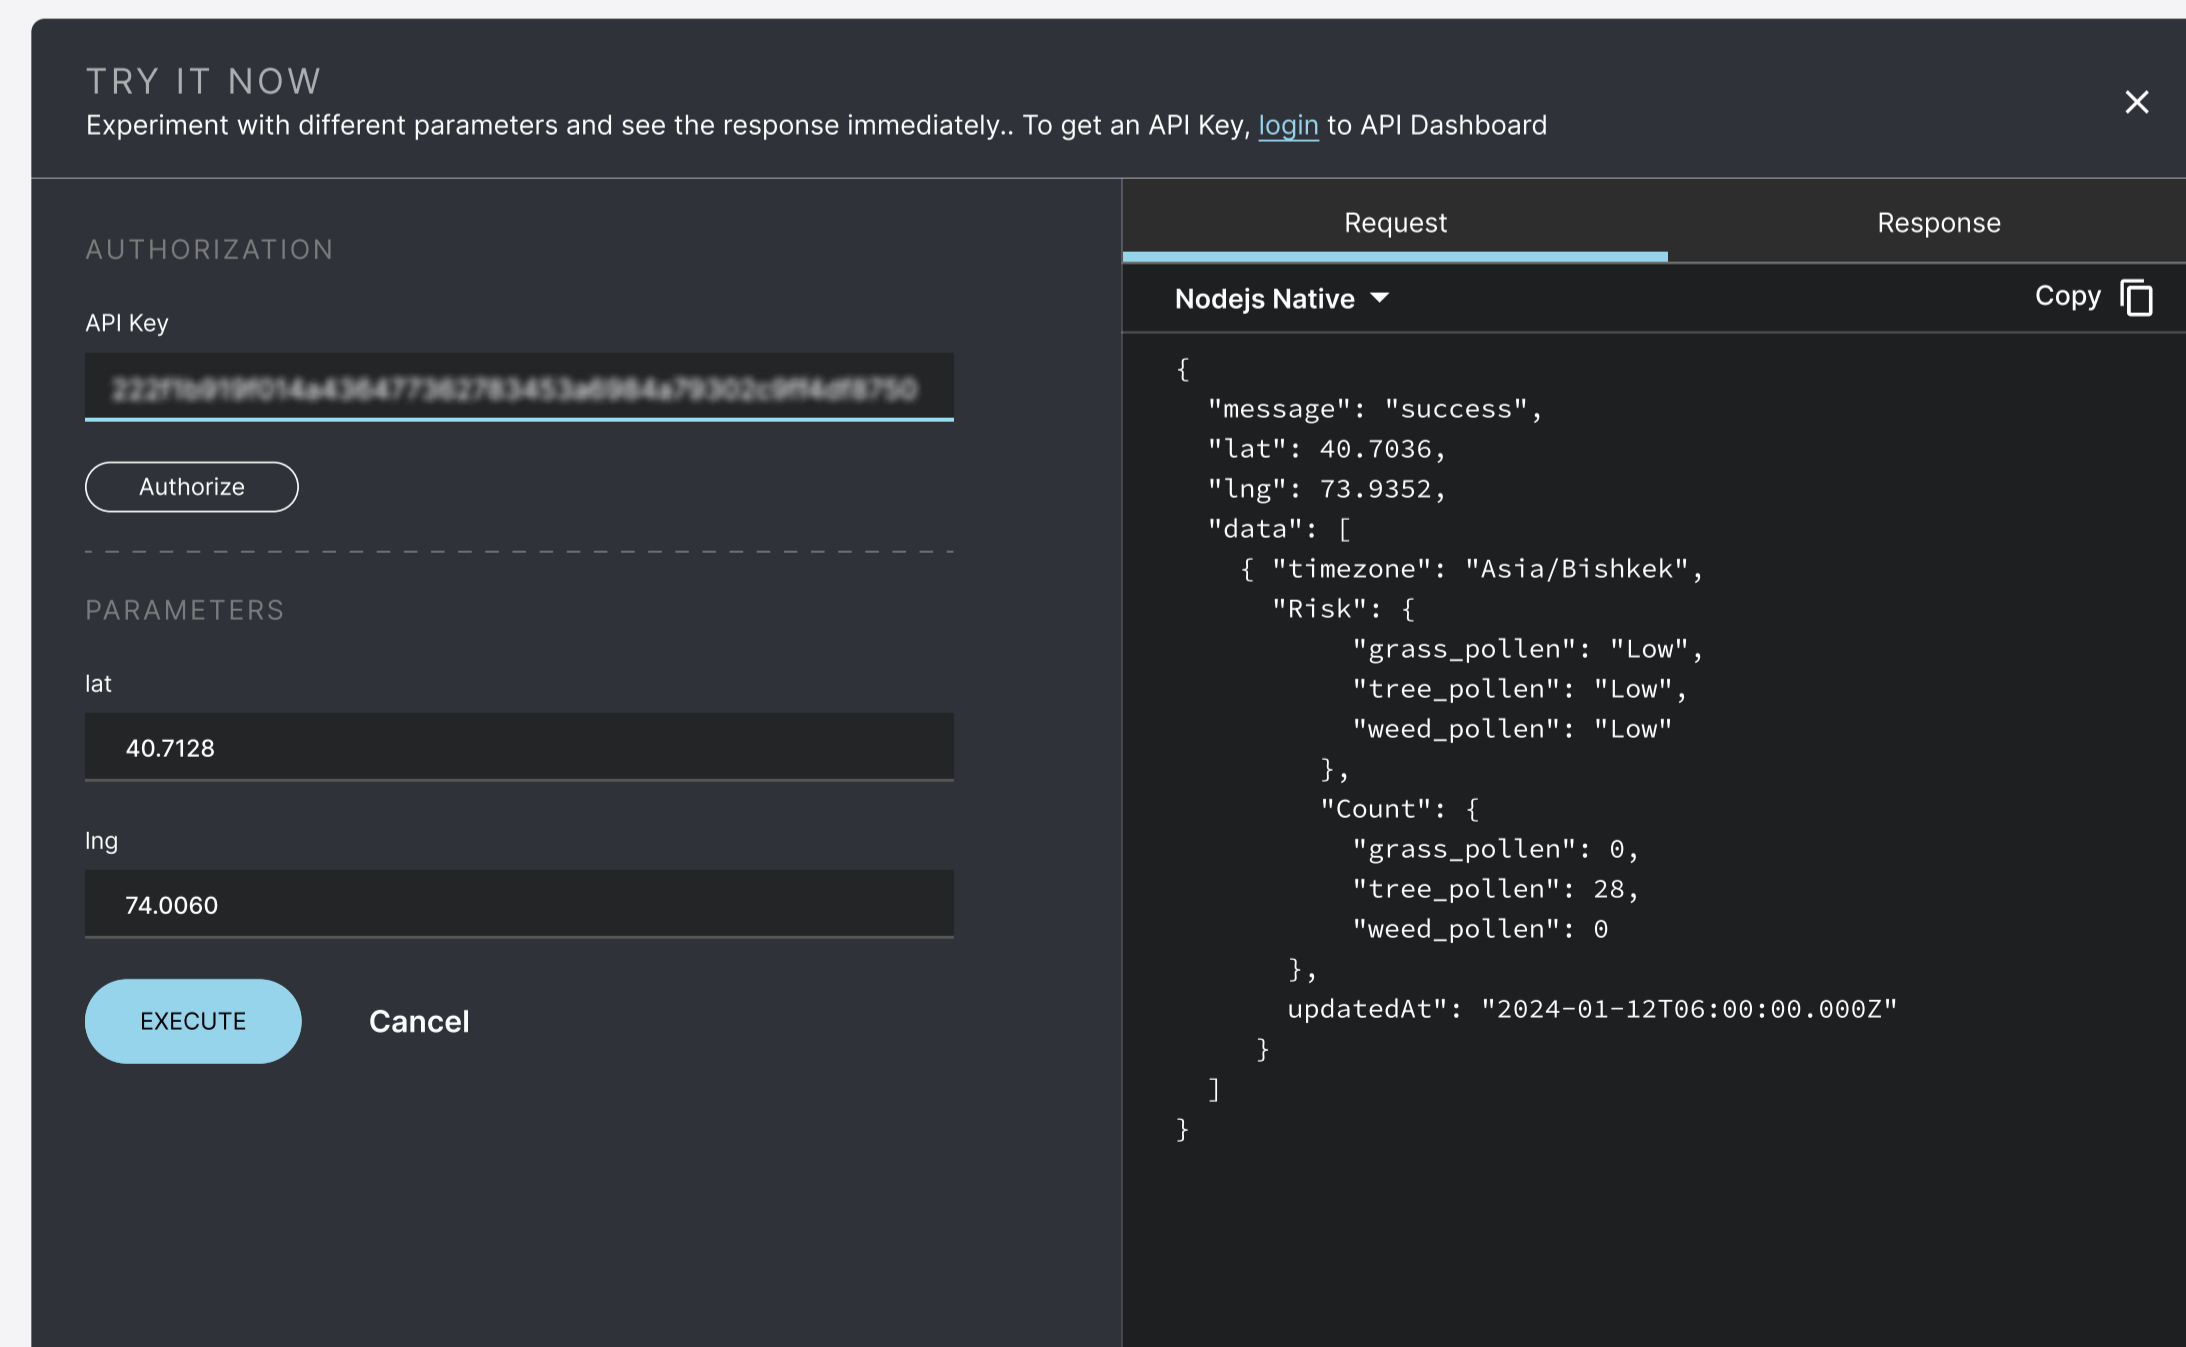 TRY IT NOW
Experiment with different parameters and see the response immediately.. To get an API Key, login to API Dashboard
AUTHORIZATION
API Key
Authorize
PARAMETERS
lat
40.7128
lng
74.0060
EXECUTE
Cancel
Request
Response
Nodejs Native
Copy
{
"message": "success",
"lat": 40.7036,
"lng": 73.9352,
"data": [
{ "timezone": "Asia/Bishkek",
"Risk": {
"grass_pollen": "Low",
"tree_pollen": "Low",
"weed_pollen": "Low"
},
"Count": {
"grass_pollen": 0,
"tree_pollen": 28,
"weed_pollen": 0
},
updatedAt": "2024-01-12T06:00:00.000Z"
}
]
}